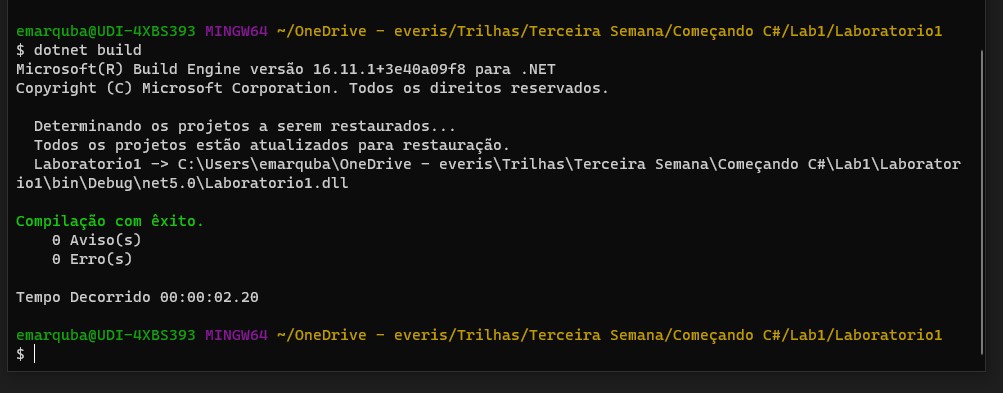 emarquba@UDI-4XBS393 MINGW64 ~/OneDrive - everis/Trilhas/Terceira Semana/Começando C#/Lab1/Laboratorio1
$ dotnet build
Microsoft(R) Build Engine versão 16.11.1+3e40a09f8 para .NET
Copyright (C) Microsoft Corporation. Todos os direitos reservados.
Determinando os projetos a serem restaurados...
Todos os projetos estão atualizados para restauração.
Laboratorio1 -> C:\Users\emarquba\OneDrive - everis\Trilhas\Terceira Semana\Começando C#\Lab1\Laborator
io1\bin\Debug\net5.0\Laboratorio1.dll
Compilação com êxito.
0 Aviso(s)
0 Erro(s)
Tempo Decorrido 00:00:02.20
emarquba@UDI-4XBS393 MINGW64 ~/OneDrive - everis/Trilhas/Terceira Semana/Começando C#/Lab1/Laboratorio1
$